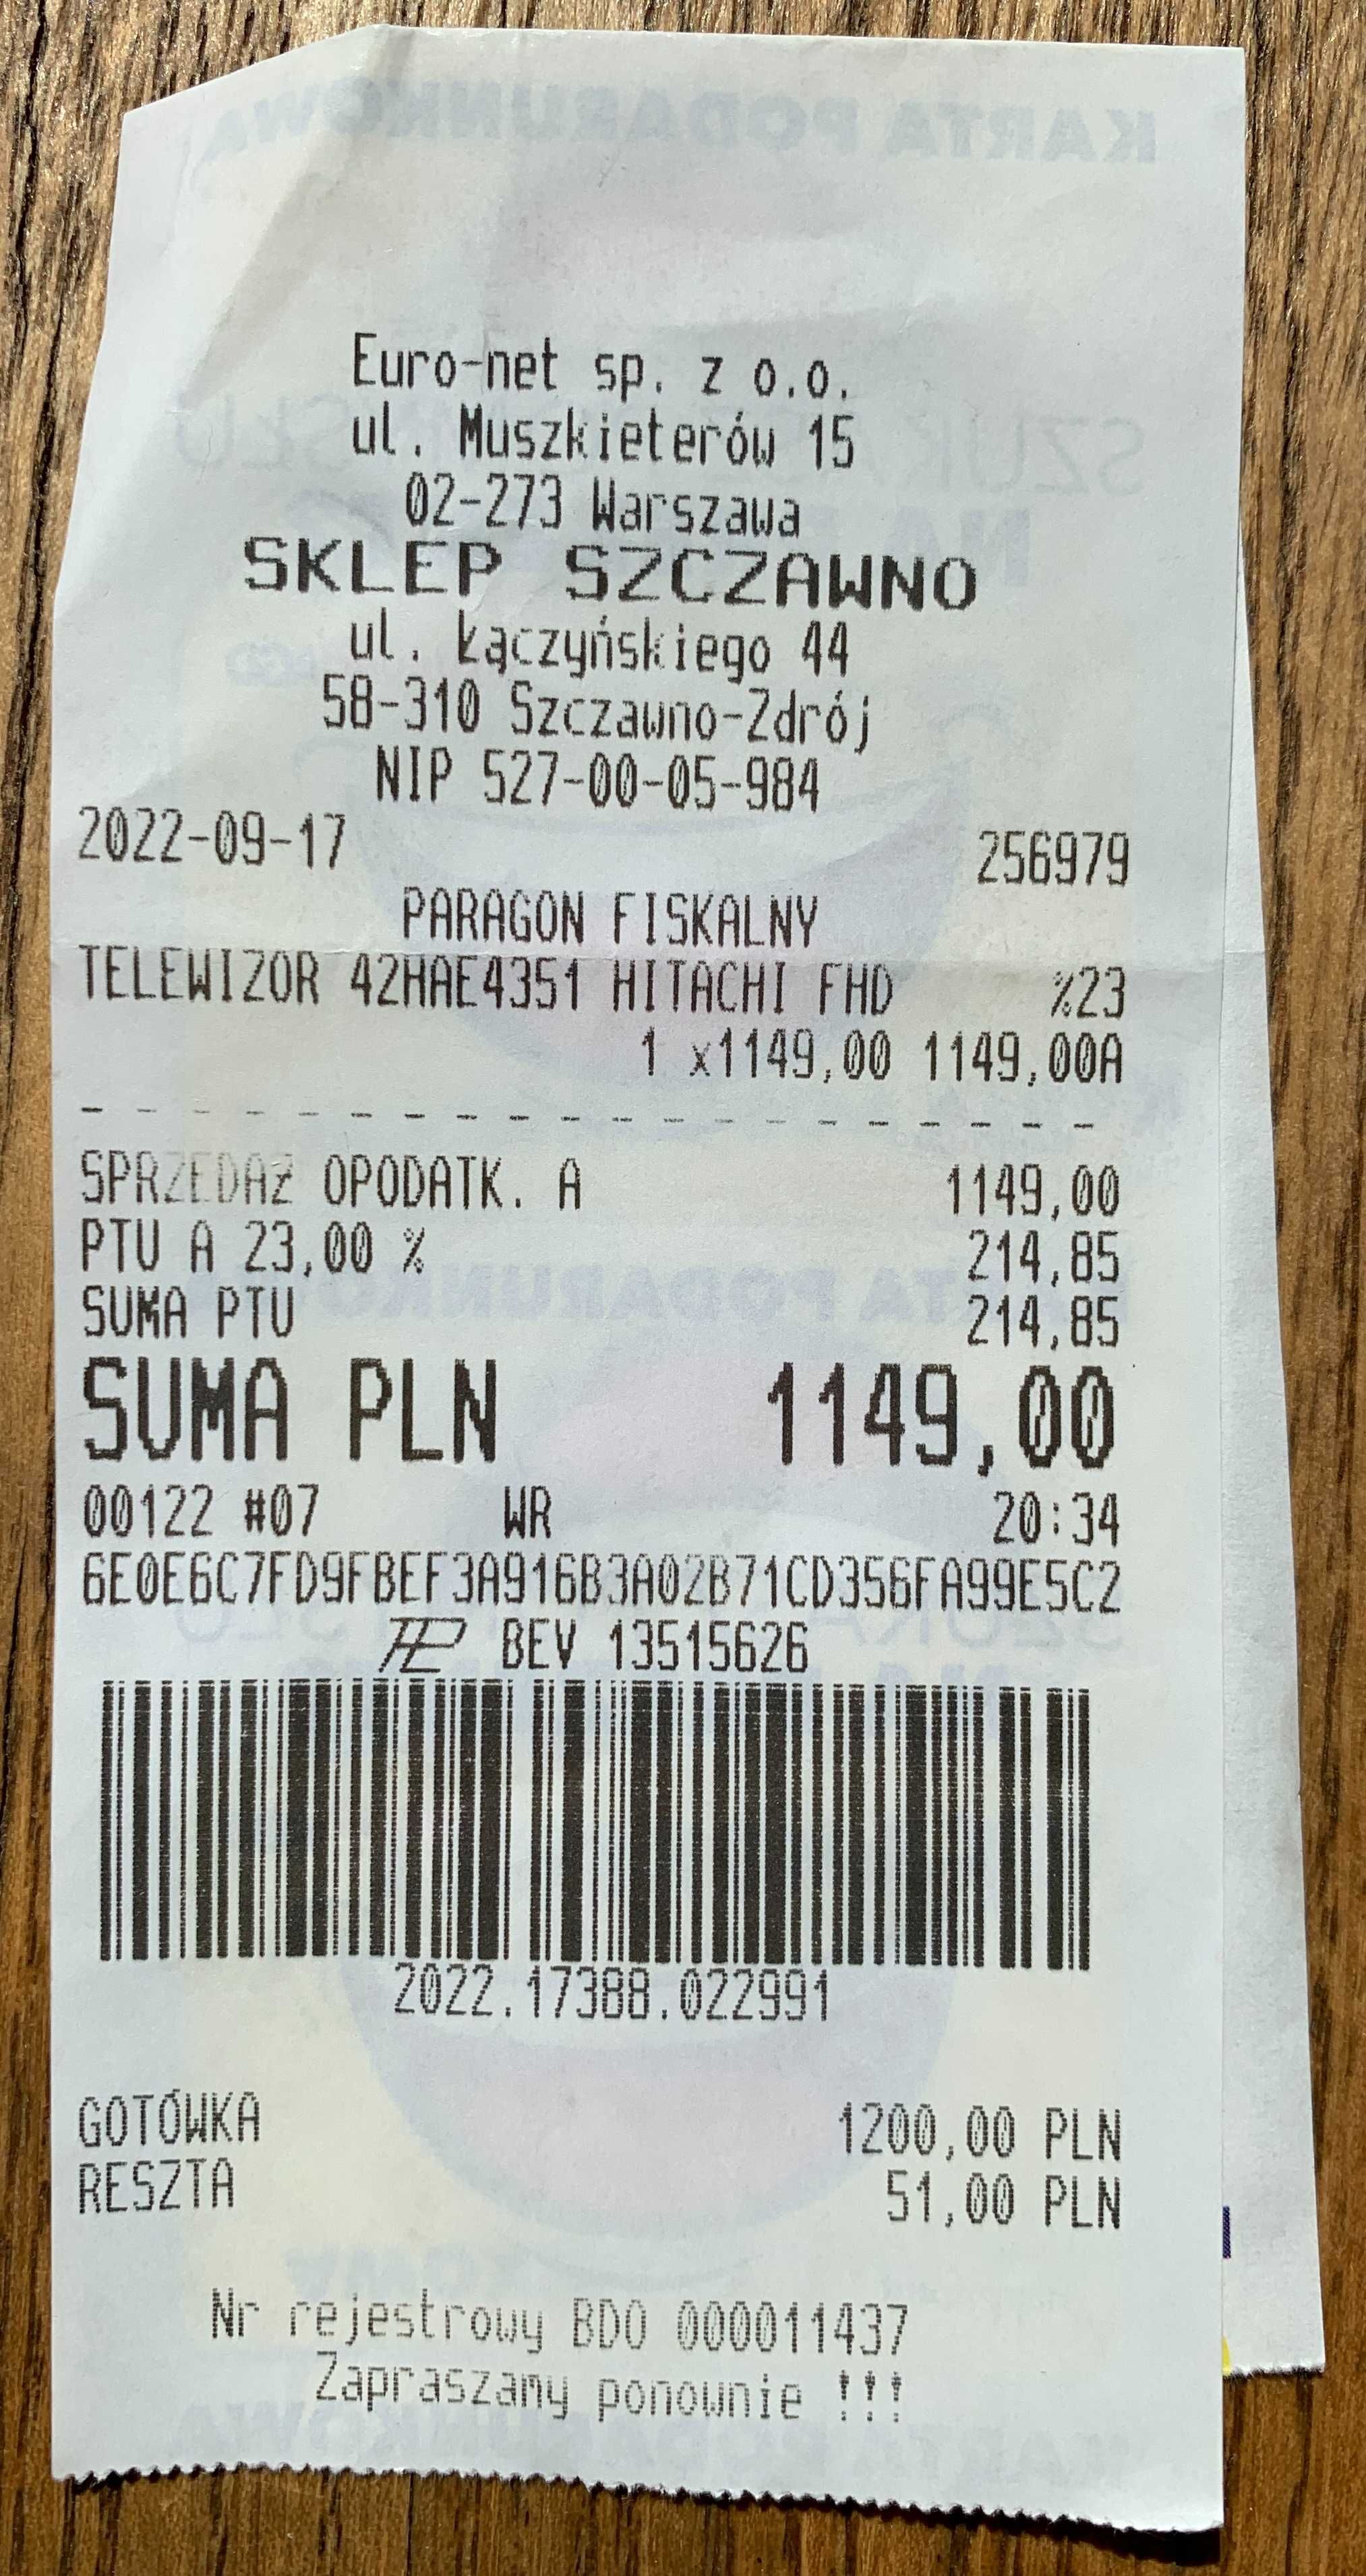 Euro-net sp. z o.o.
ul. Muszkieterów 15
02-273 Warszawa
SKLEP SZCZAWNO
ul. Łączyńskiego 44
58-310 Szczawno-Zdrój
NIP 527-00-05-984
2022-09-17 256979
PARAGON FISKALNY
TELEWIZOR 42HAE4351 HITACHI FHD %23
1 x1149,00 1149,00A
SPRZEDAŻ OPODATK. A 1149,00
PTU A 23,00 % 214,85
SUMA PTU 214,85
SUMA PLN 1149,00
00122 #07 WR 20:34
6E0E6C7FD9FBEF3A916B3A02B71CD356FA99E5C2
BEV 13515626
2022.17388.022991
GOTÓWKA 1200,00 PLN
RESZTA 51,00 PLN
Nr rejestrowy BDO 000011437
Zapraszamy ponownie !!!